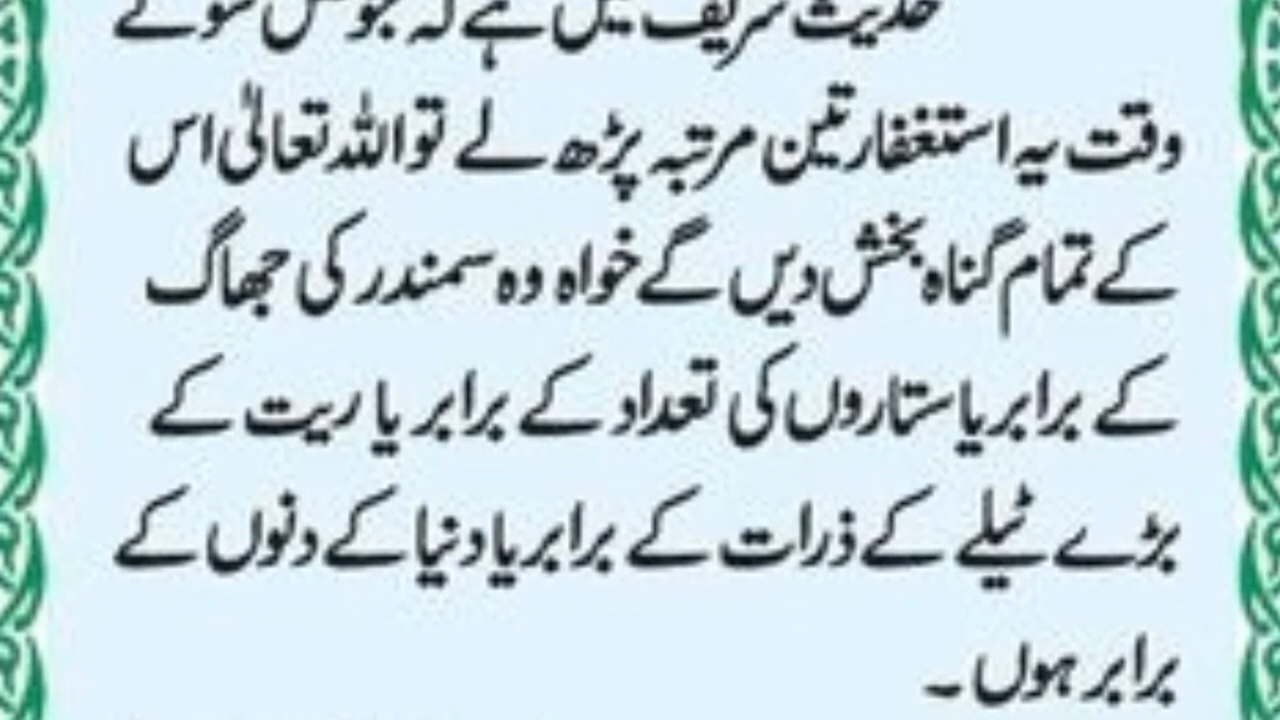 حدیث شریف میں ہے کہ جو شخص سوتے
وقت یہ استغفار تین مرتبہ پڑھ لے تو اللہ تعالیٰ اس
کے تمام گناہ بخش دیں گے خواہ وہ سمندر کی جھاگ
کے برابر یا ستاروں کی تعداد کے برابر یا ریت کے
بڑے ٹیلے کے ذرات کے برابر یا دنیا کے دنوں کے
برابر ہوں ۔